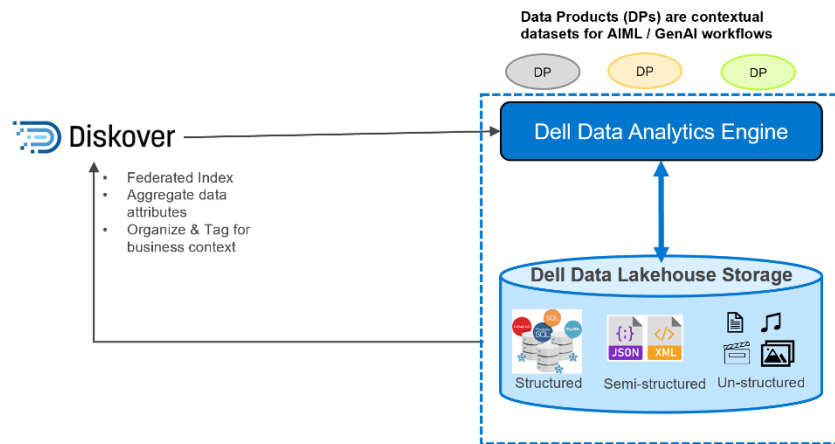 Data Products (DPs) are contextual
datasets for AIML / GenAI workflows
DP
DP
DP
Dell Data Analytics Engine
Diskover
Federated Index
Aggregate data
attributes
Organize & Tag for
business context
Dell Data Lakehouse Storage
SQL
SQL
{;}
JSON
</>
XML
Structured
Semi-structured
Un-structured